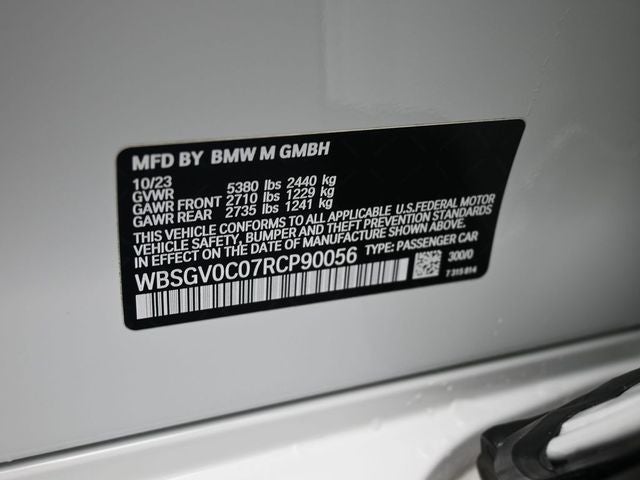 MFD BY BMW M GMBH
10/23
GVWR 5380 lbs 2440 kg
GAWR FRONT 2710 lbs 1229 kg
GAWR REAR 2735 lbs 1241 kg
THIS VEHICLE CONFORMS TO ALL APPLICABLE U.S.FEDERAL MOTOR
VEHICLE SAFETY, BUMPER AND THEFT PREVENTION STANDARDS
IN EFFECT ON THE DATE OF MANUFACTURE SHOWN ABOVE.
WBSGV0C07RCP90056 TYPE: PASSENGER CAR
300/0
7 315 814